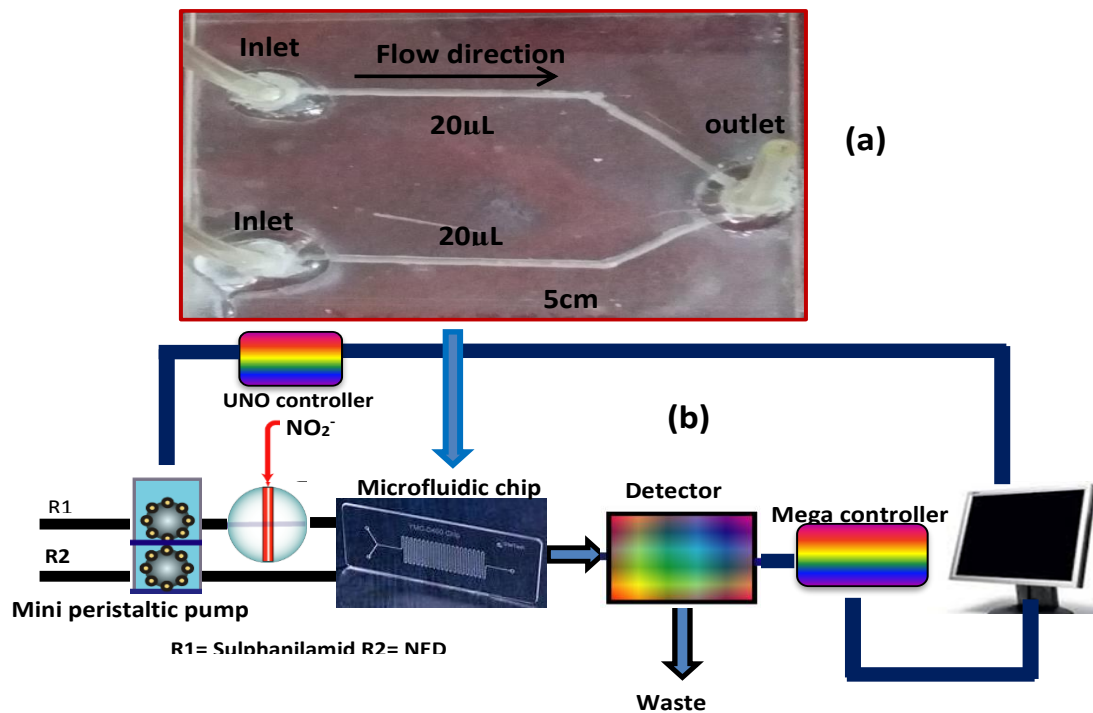 Inlet
Flow direction
20µL
outlet
(a)
Inlet
20µL
5cm
UNO controller
NO₂⁻
(b)
Microfluidic chip
Detector
Mega controller
R1
R2
Mini peristaltic pump
R1= Sulphanilamid R2= NED
Waste